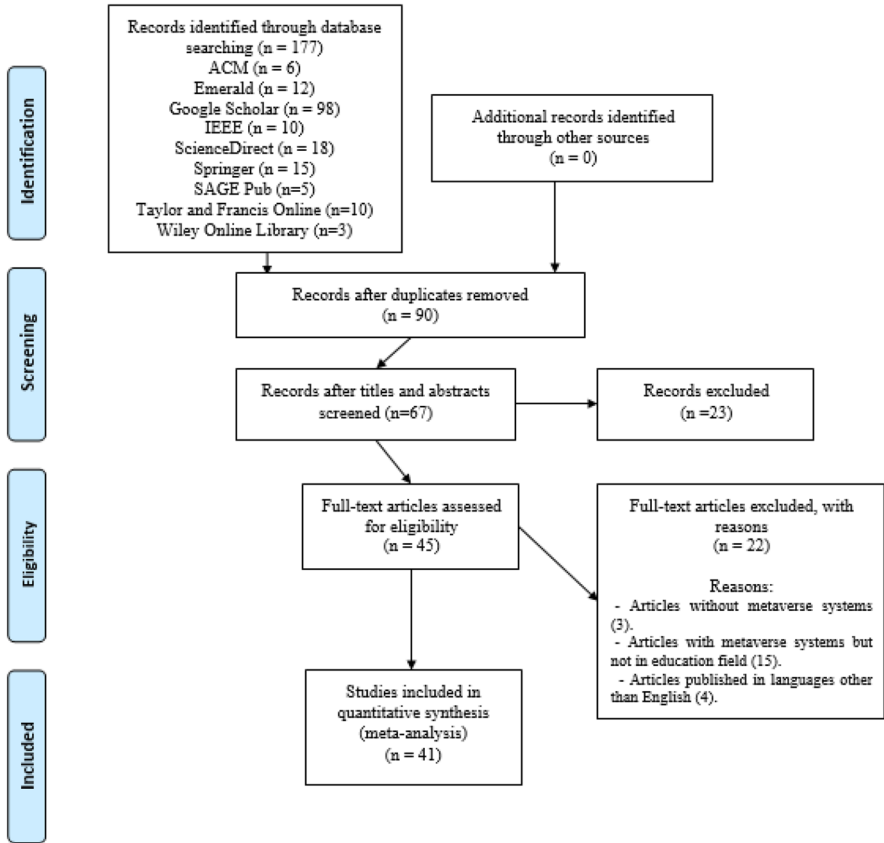 Identification
Records identified through database
searching (n = 177)
ACM (n = 6)
Emerald (n = 12)
Google Scholar (n = 98)
IEEE (n = 10)
ScienceDirect (n = 18)
Springer (n = 15)
SAGE Pub (n=5)
Taylor and Francis Online (n=10)
Wiley Online Library (n=3)
Additional records identified
through other sources
(n = 0)
Screening
Records after duplicates removed
(n = 90)
Records after titles and abstracts
screened (n=67)
Records excluded
(n =23)
Eligibility
Full-text articles assessed
for eligibility
(n = 45)
Full-text articles excluded, with
reasons
(n = 22)
Reasons:
- Articles without metaverse systems
(3).
- Articles with metaverse systems but
not in education field (15).
- Articles published in languages other
than English (4).
Included
Studies included in
quantitative synthesis
(meta-analysis)
(n = 41)